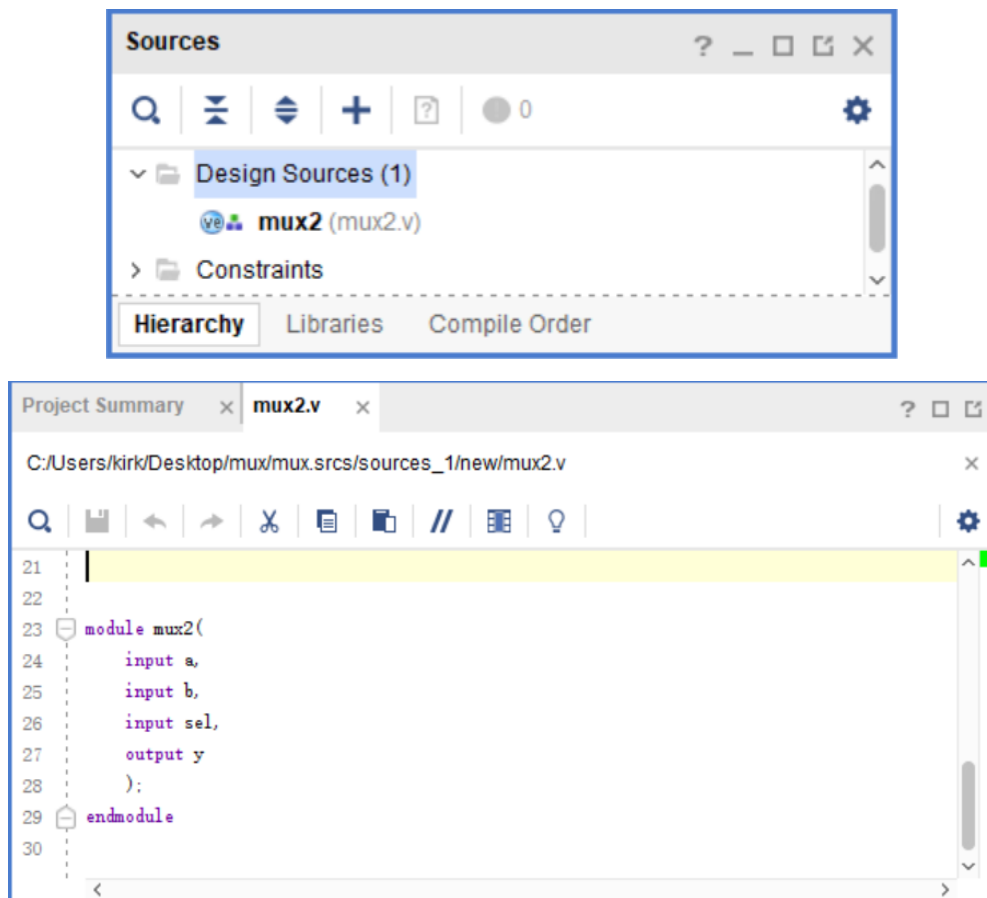 Sources
0
Design Sources (1)
mux2 (mux2.v)
Constraints
Hierarchy Libraries Compile Order
Project Summary mux2.v
C:/Users/kirk/Desktop/mux/mux.srcs/sources_1/new/mux2.v
21
22
23 module mux2(
24 input a,
25 input b,
26 input sel,
27 output y
28 );
29 endmodule
30